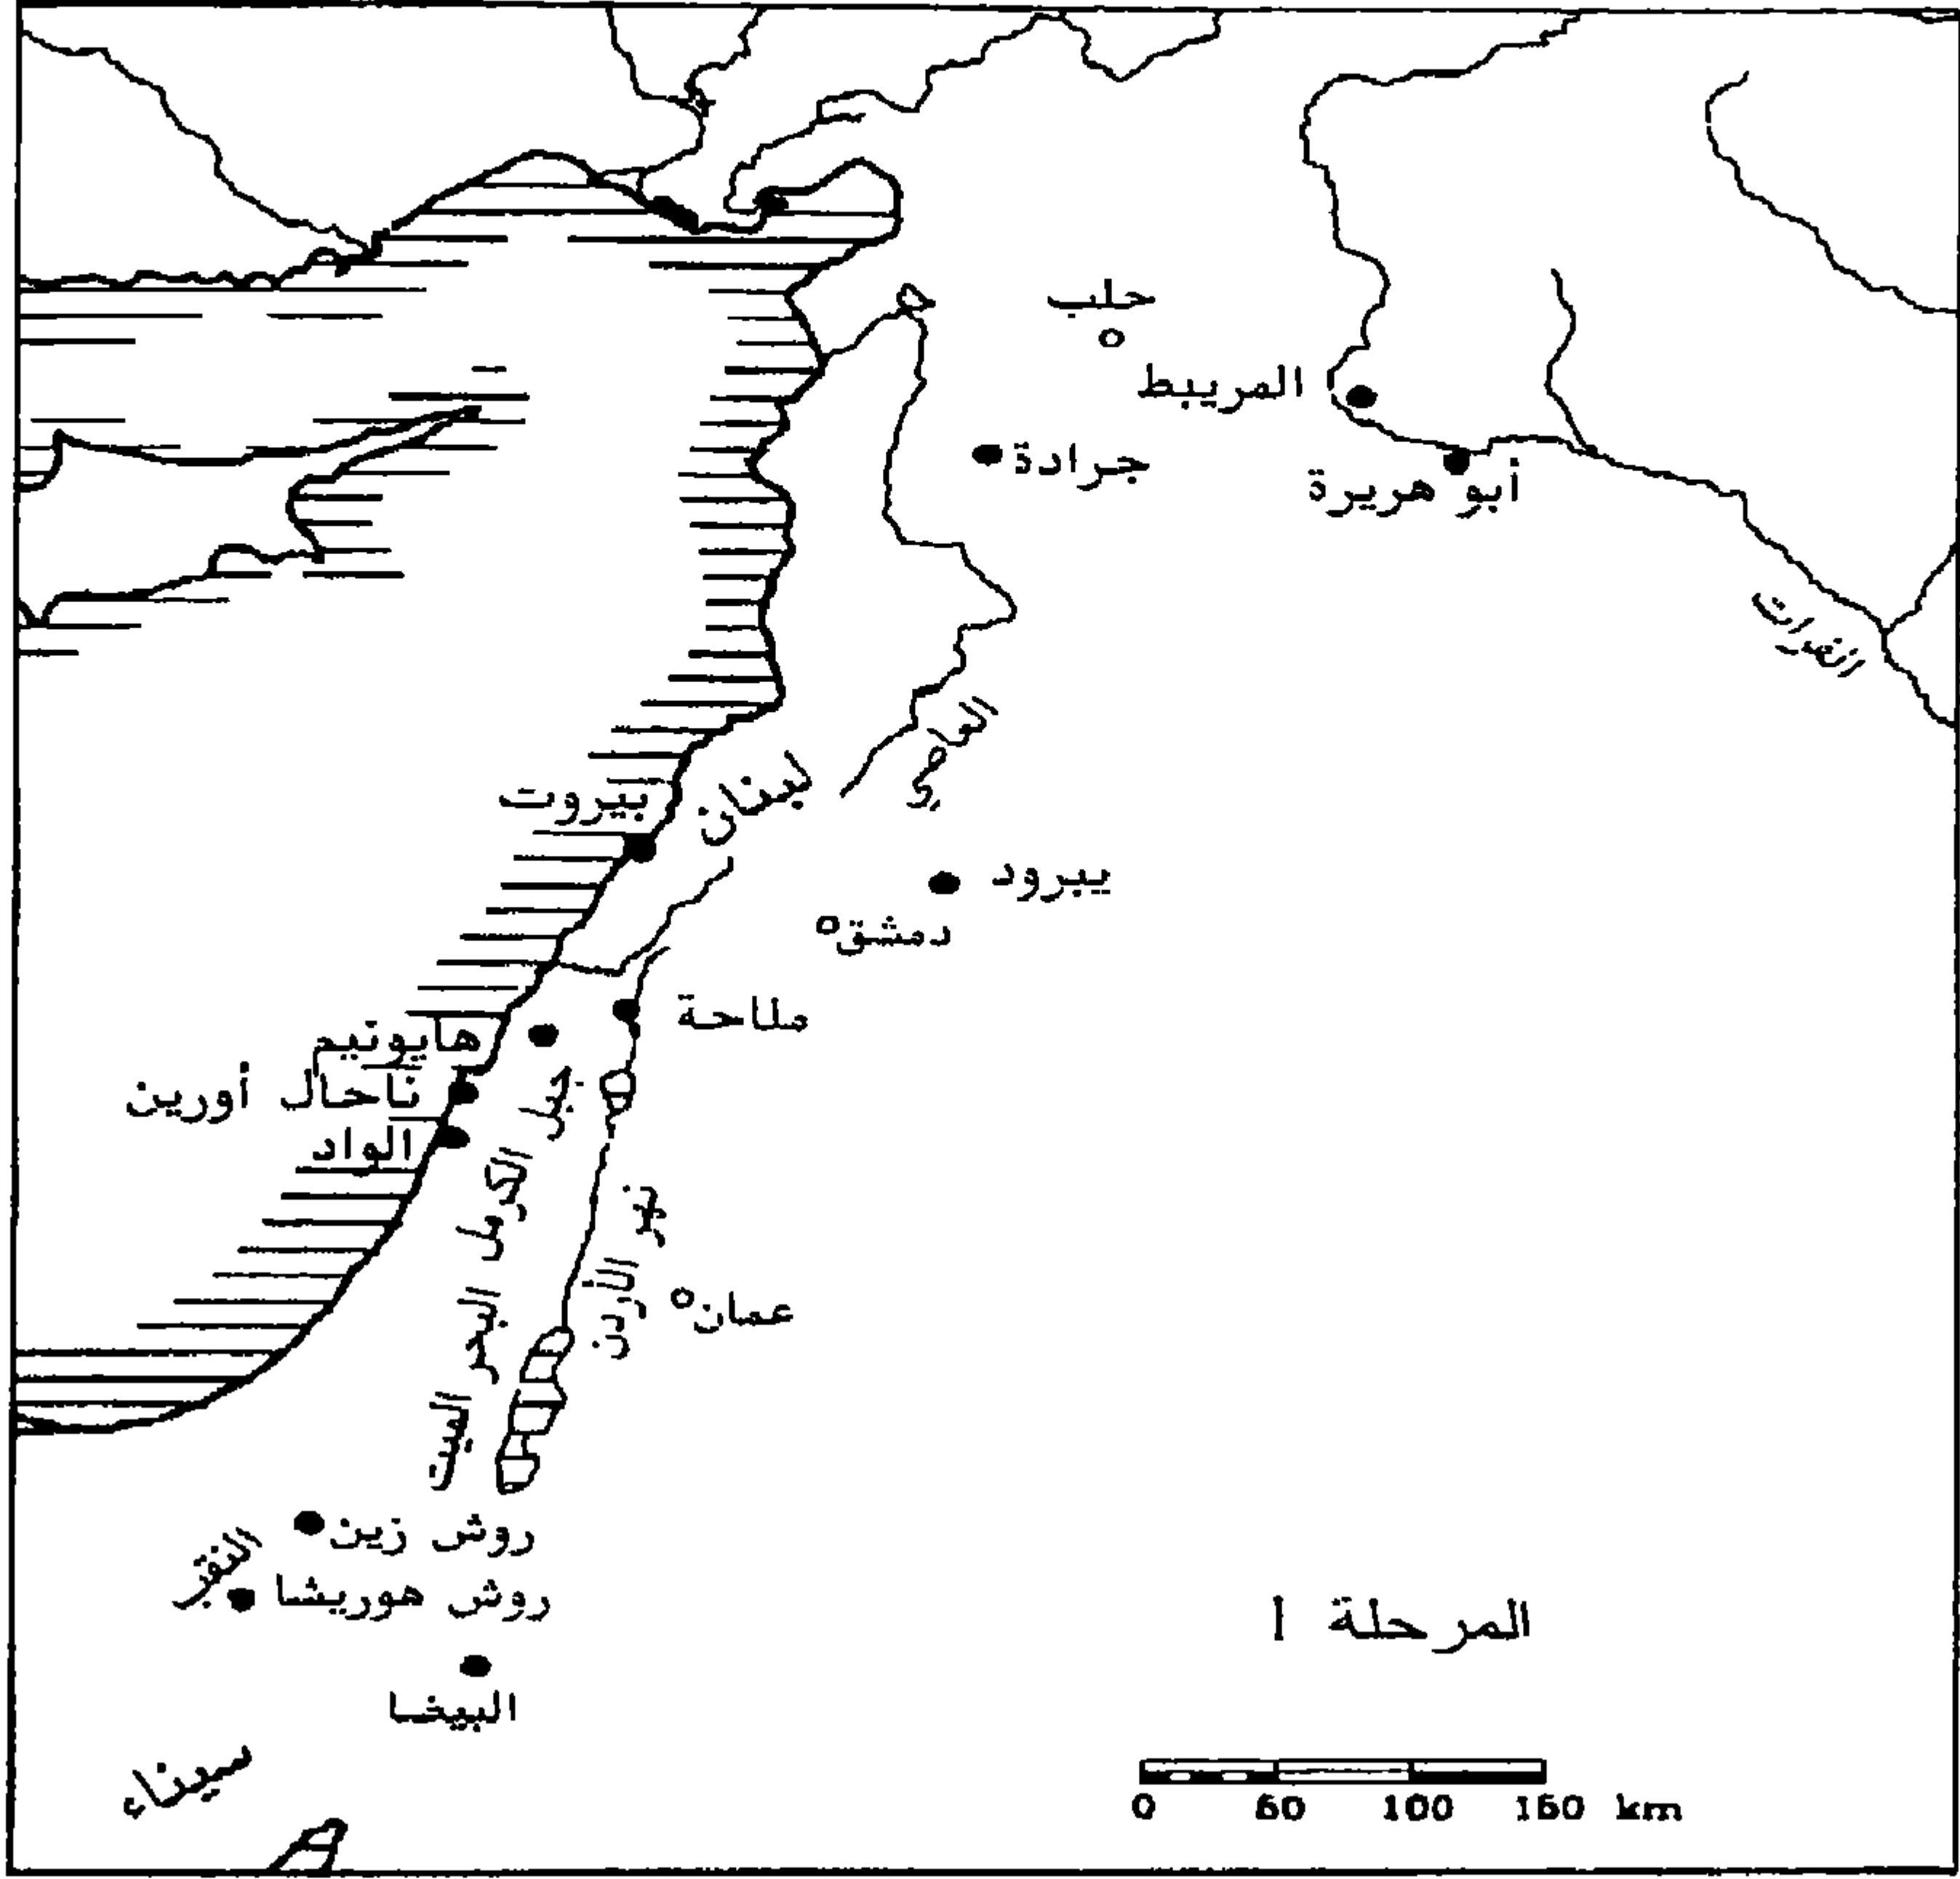 حلب
المريبط
جرادة
أبو هريرة
الفرات
العاصي
لبنان
بيروت
يبرود
دمشق
ملاحة
هايونيم
ناحال أورين
الواد
جبل
الكرمل
نهر
الأردن
عمان
البحر
الميت
روش زين
النقب
روش هوريشا
البيضا
سيناء
المرحلة I
0 50 100 150 km